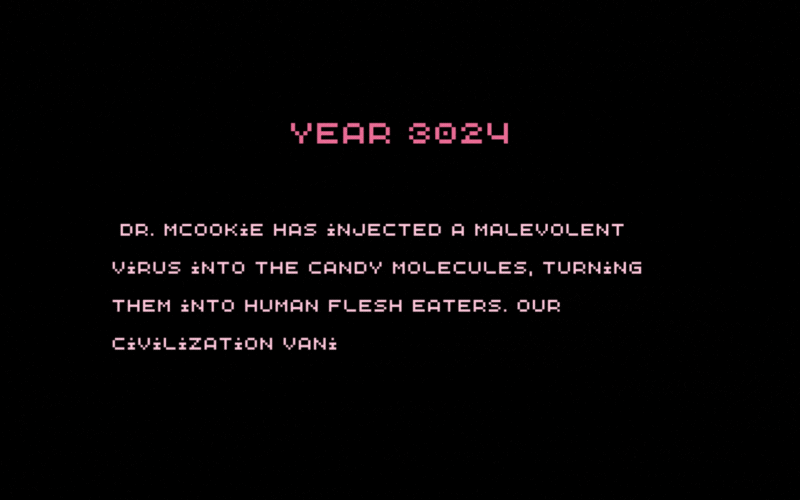 YEAR 3024
DR. MCOOKiE HAS iNJECTED A MALEVOLENT
ViRUS iNTO THE CANDY MOLECULES, TURNiNG
THEM iNTO HUMAN FLESH EATERS. OUR
CiViLiZATiON VANi